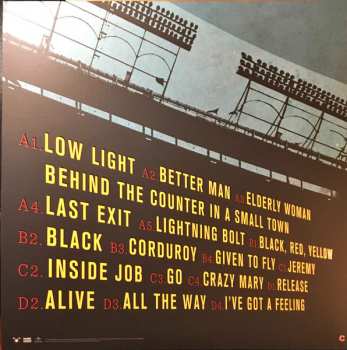 A1. LOW LIGHT A2. BETTER MAN A3. ELDERLY WOMAN
BEHIND THE COUNTER IN A SMALL TOWN
A4. LAST EXIT A5. LIGHTNING BOLT B1. BLACK, RED, YELLOW
B2. BLACK B3. CORDUROY B4. GIVEN TO FLY C1. JEREMY
C2. INSIDE JOB C3. GO C4. CRAZY MARY D1. RELEASE
D2. ALIVE D3. ALL THE WAY D4. I'VE GOT A FEELING
C